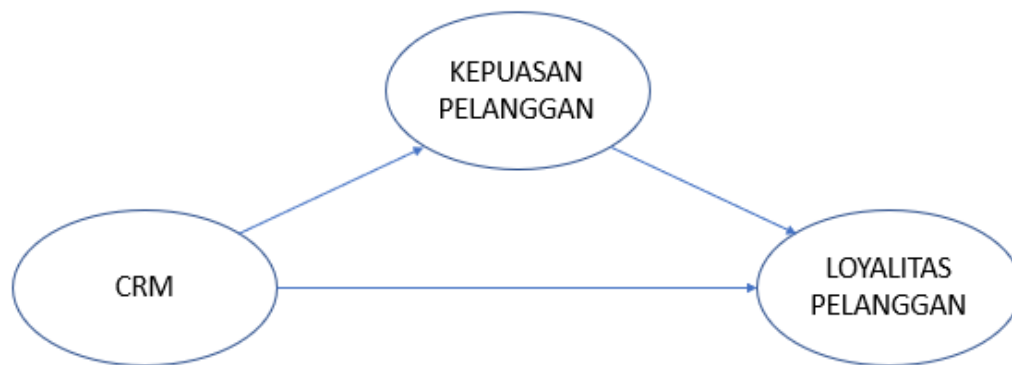 KEPUASAN
PELANGGAN
CRM
LOYALITAS
PELANGGAN